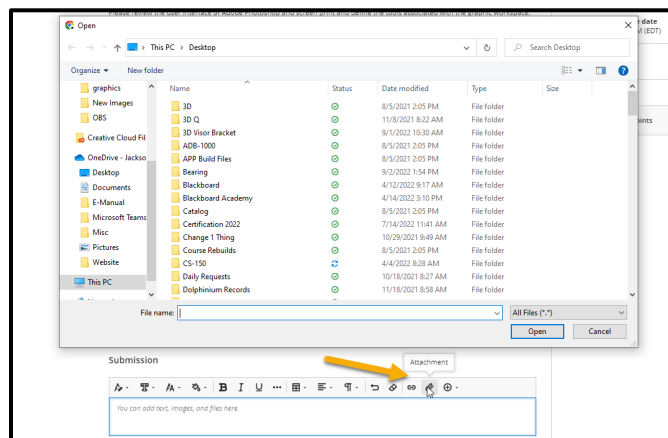 Please review the user interface of Adobe Photoshop and screen print and define the tools associated with the graphic workspace.
Open
This PC > Desktop
Search Desktop
Organize
New folder
graphics
New Images
OBS
Creative Cloud Fil
OneDrive - Jackso
Desktop
Documents
E-Manual
Microsoft Teams
Misc
Pictures
Website
This PC
Name Status Date modified Type Size
3D 8/5/2021 2:05 PM File folder
3D Q 11/8/2021 8:22 AM File folder
3D Visor Bracket 9/1/2022 10:30 AM File folder
ADB-1000 8/5/2021 2:05 PM File folder
APP Build Files 8/5/2021 2:05 PM File folder
Bearing 9/2/2022 1:54 PM File folder
Blackboard 4/12/2022 9:17 AM File folder
Blackboard Academy 4/14/2022 3:10 PM File folder
Catalog 8/5/2021 2:05 PM File folder
Certification 2022 7/14/2022 11:41 AM File folder
Change 1 Thing 10/29/2021 9:49 AM File folder
Course Rebuilds 8/5/2021 2:05 PM File folder
CS-150 4/4/2022 8:28 AM File folder
Daily Requests 10/18/2021 8:27 AM File folder
Dolphinium Records 11/18/2021 8:58 AM File folder
File name:
All Files (*.*)
Open
Cancel
e date
M (EDT)
oints
Submission
Attachment
B I U
You can add text, images, and files here.